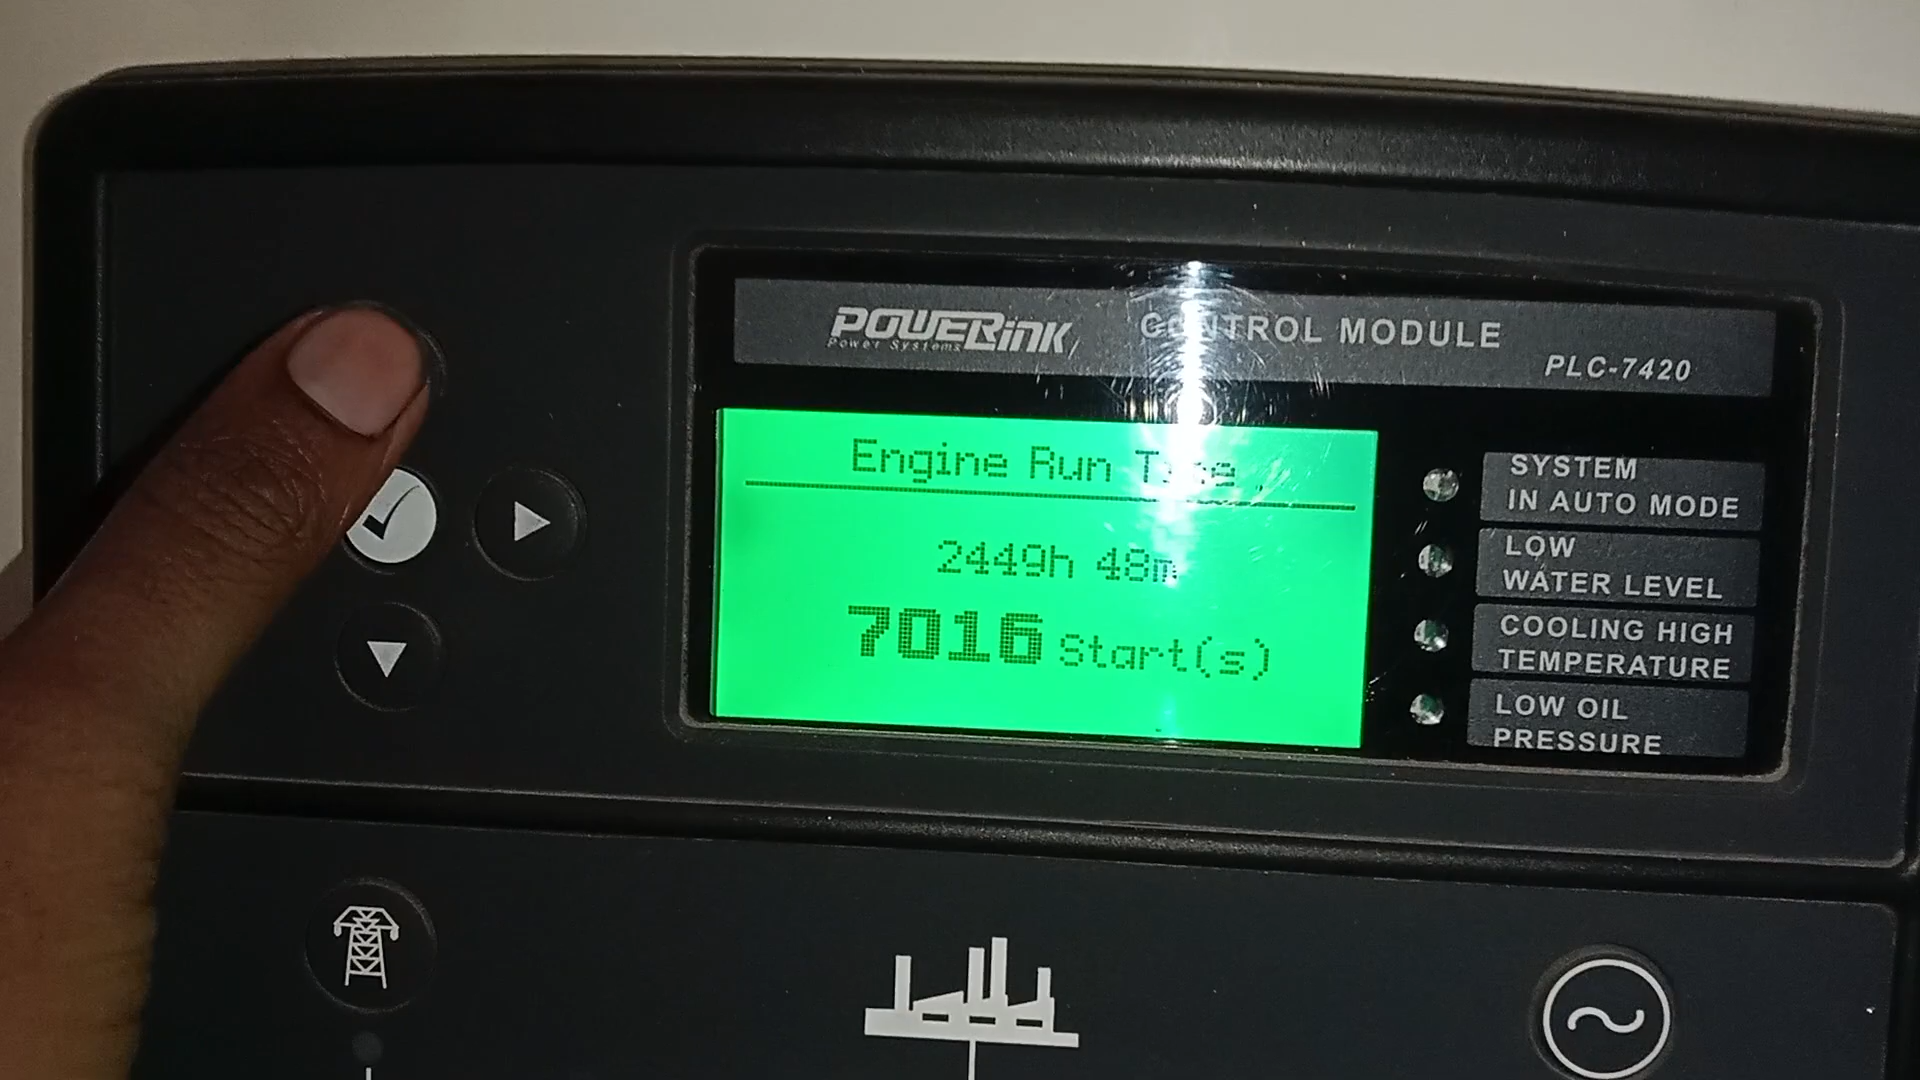 POWERLINK
Power Systems
CONTROL MODULE
PLC-7420
Engine Run Time
2449h 48m
7016 Start(s)
SYSTEM
IN AUTO MODE
LOW
WATER LEVEL
COOLING HIGH
TEMPERATURE
LOW OIL
PRESSURE